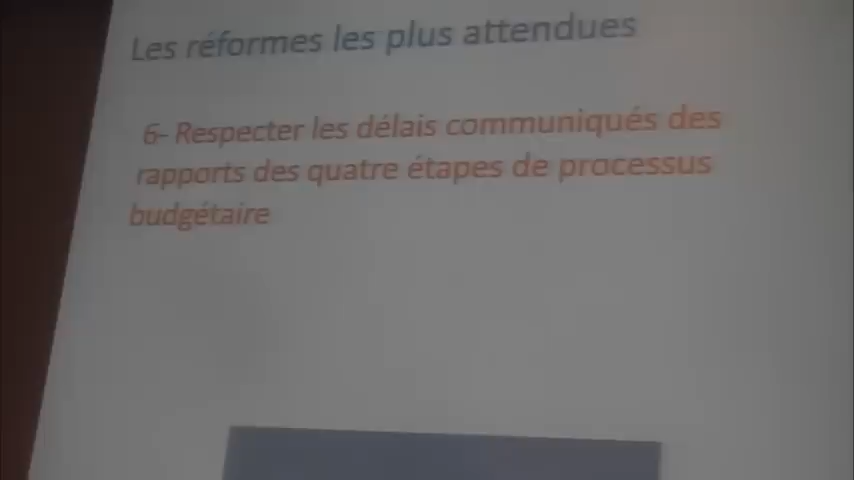 Les réformes les plus attendues
6- Respecter les délais communiqués des
rapports des quatre étapes de processus
budgétaire